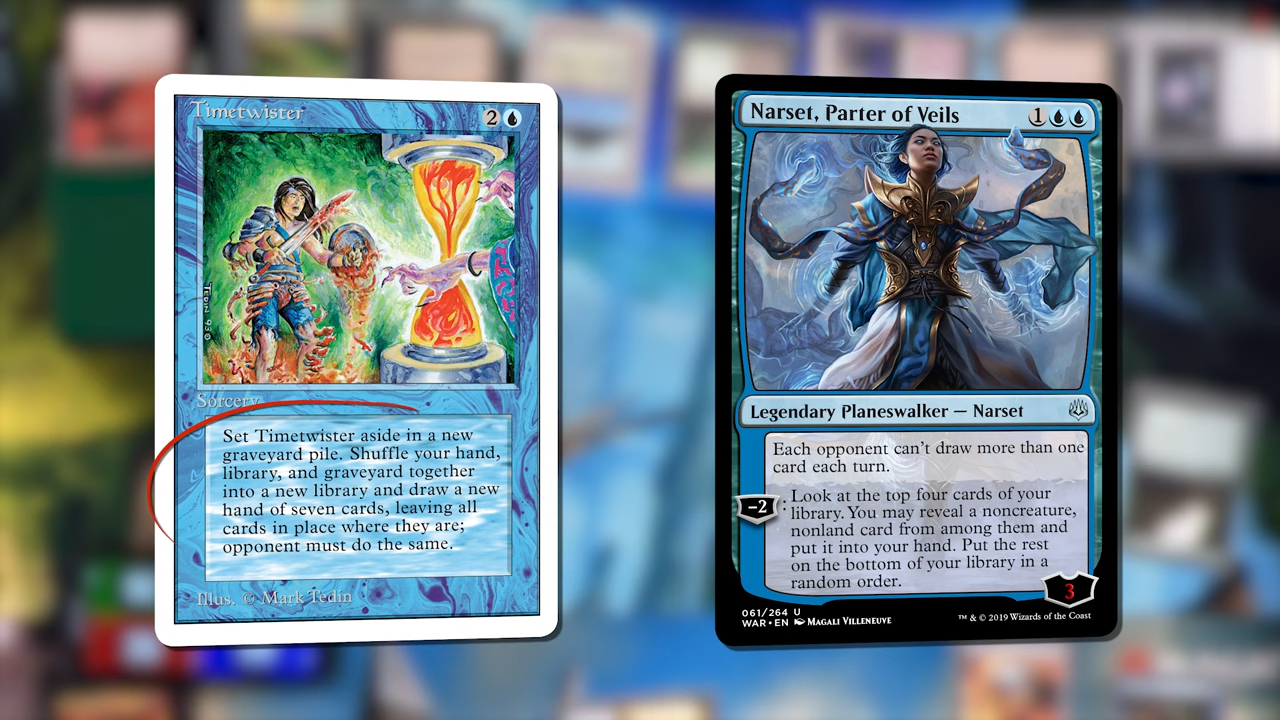 Timetwister
2
Tedin 93 ©
Sorcery
Set Timetwister aside in a new
graveyard pile. Shuffle your hand,
library, and graveyard together
into a new library and draw a new
hand of seven cards, leaving all
cards in place where they are;
opponent must do the same.
Illus. © Mark Tedin
Narset, Parter of Veils
1
Legendary Planeswalker — Narset
Each opponent can't draw more than one
card each turn.
−2
: Look at the top four cards of your
library. You may reveal a noncreature,
nonland card from among them and
put it into your hand. Put the rest
on the bottom of your library in a
random order.
3
061/264 U
WAR • EN Magali Villeneuve
™ & © 2019 Wizards of the Coast